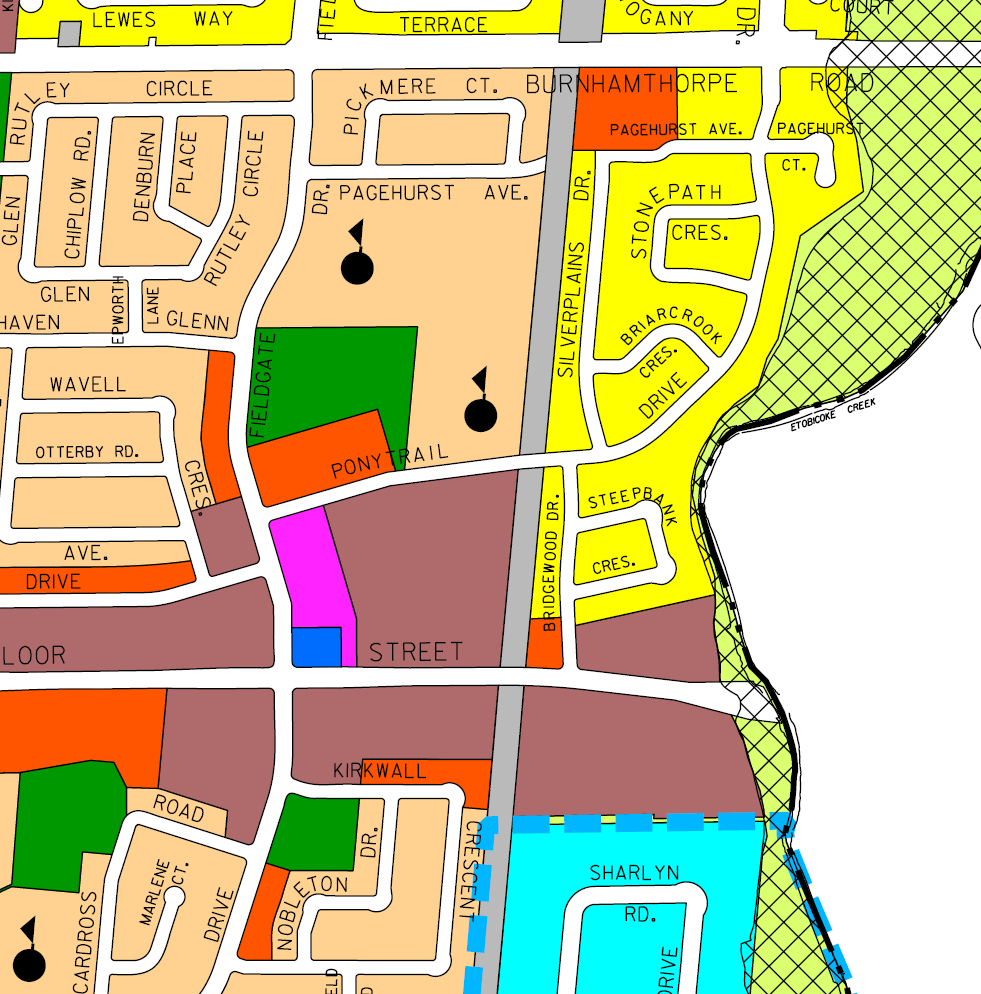 LEWES WAY
TERRACE
OGANY
DR.
COURT
BURNHAMTHORPE ROAD
RUTLEY CIRCLE
PICKMERE CT.
PAGEHURST AVE.
PAGEHURST
CT.
GLEN
CHIPLOW RD.
DENBURN
PLACE
RUTLEY CIRCLE
DR.
PAGEHURST AVE.
DR.
STONEPATH
CRES.
GLEN
HAVEN
EPWORTH
LANE
GLENN
SILVERPLAINS
BRIARCROOK
CRES.
DRIVE
WAVELL
FIELDGATE
OTTERBY RD.
CRES.
PONYTRAIL
ETOBICOKE CREEK
STEEPBANK
CRES.
BRIDGEWOOD DR.
AVE.
DRIVE
LOOR STREET
KIRKWALL
ROAD
DR.
CRESCENT
MARLENE
CT.
NOBLETON
DRIVE
CARDROSS
SHARLYN
RD.
DRIVE